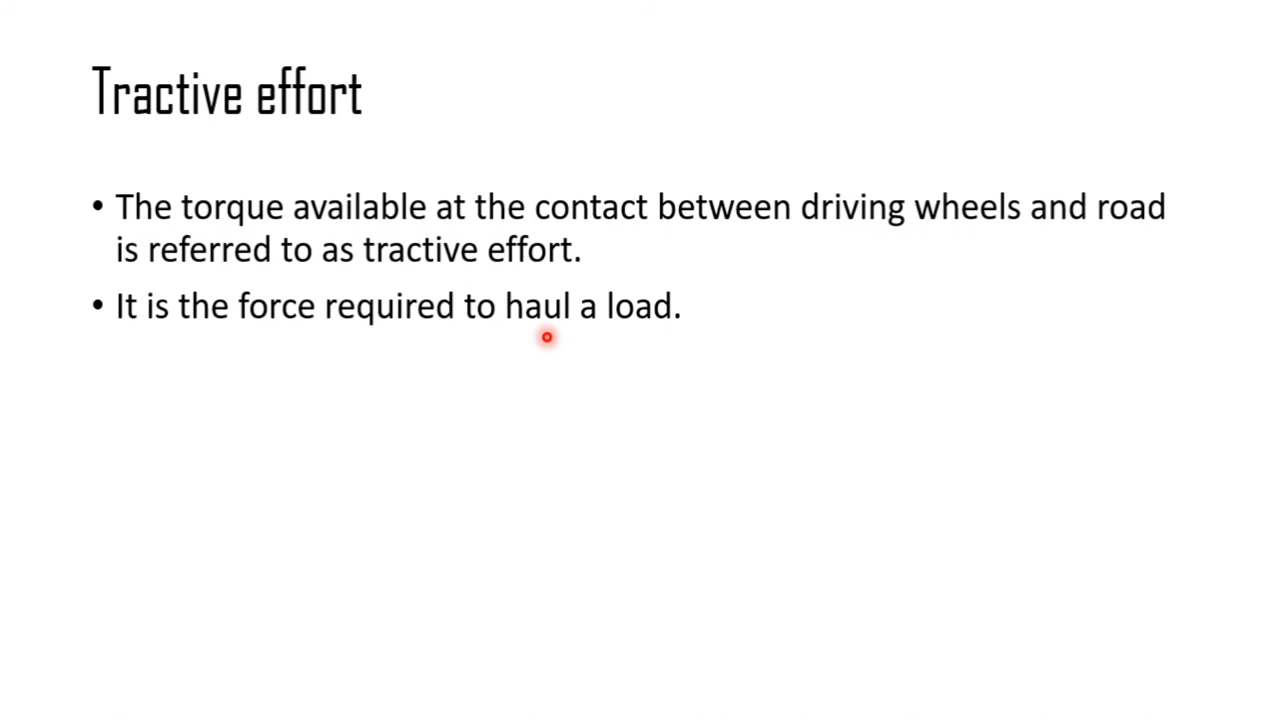 Tractive effort
• The torque available at the contact between driving wheels and road
is referred to as tractive effort.
• It is the force required to haul a load.